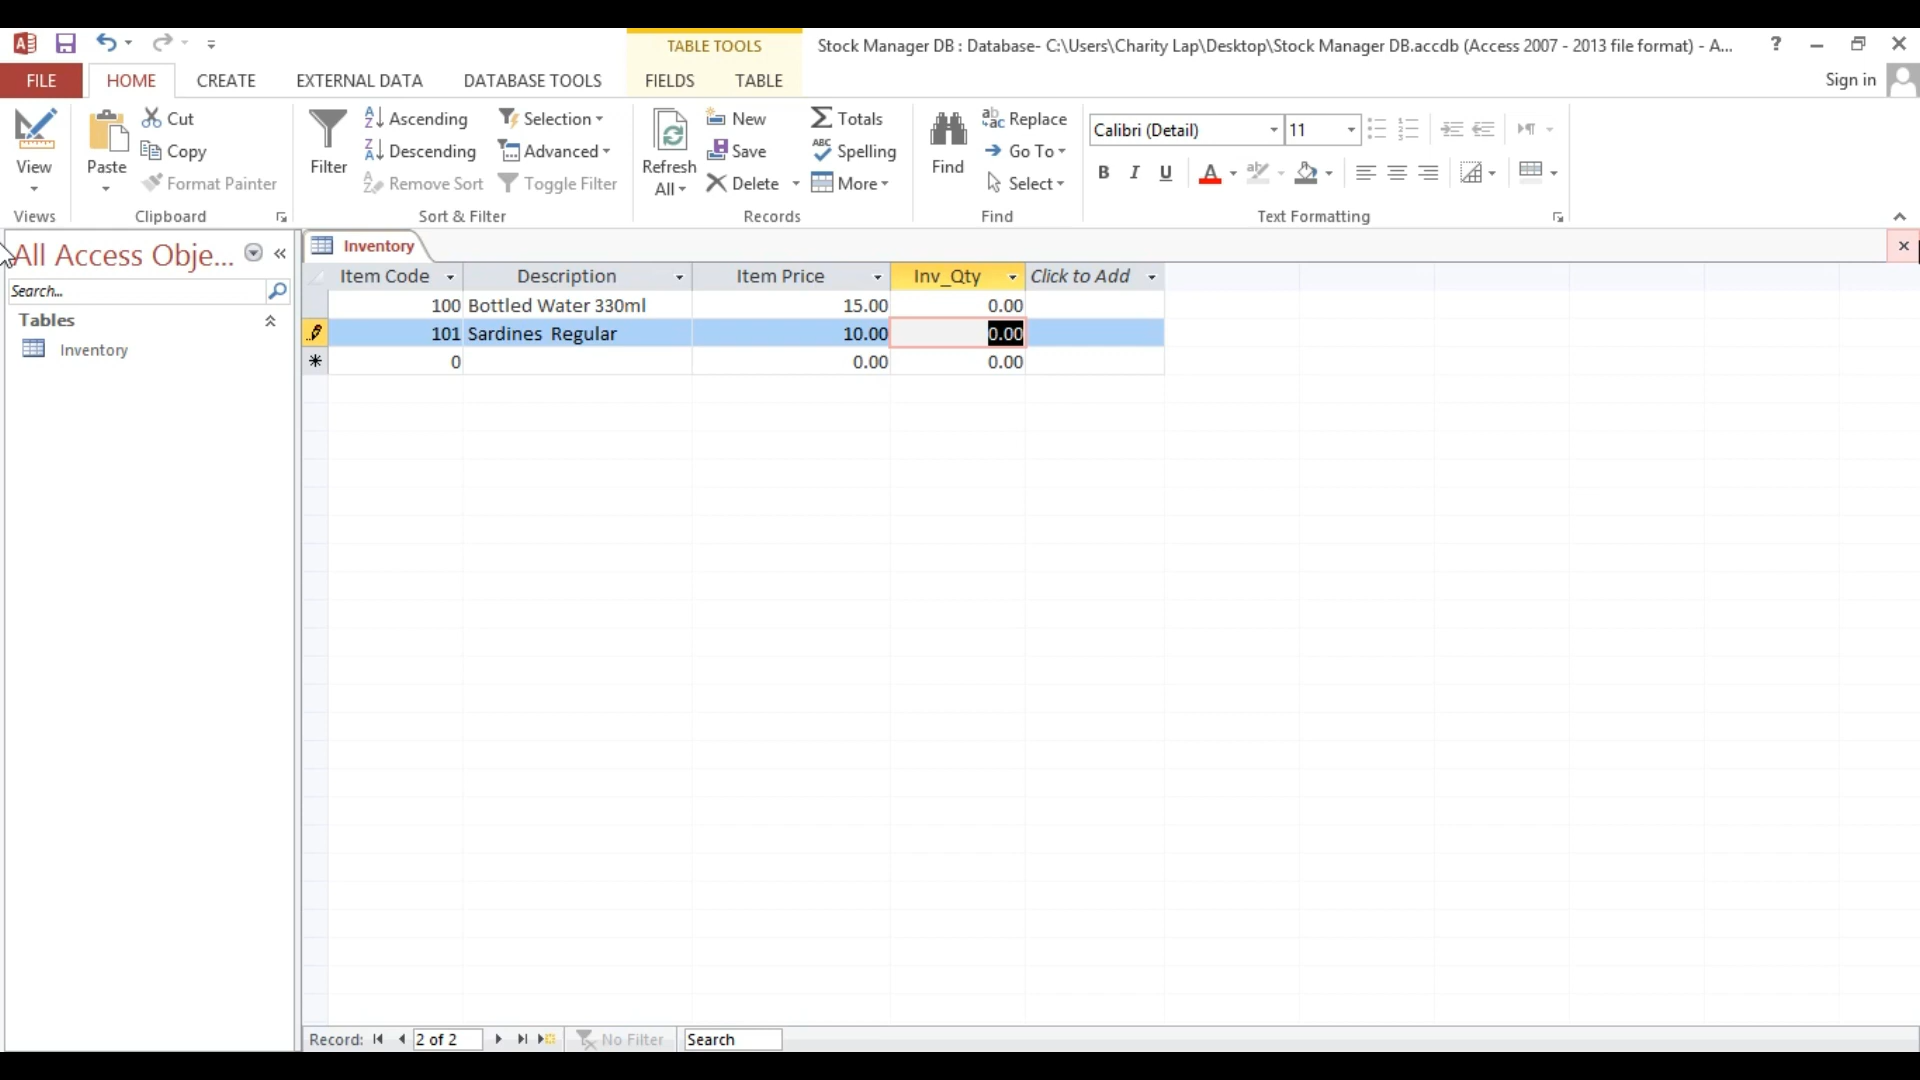 TABLE TOOLS
Stock Manager DB : Database- C:\Users\Charity Lap\Desktop\Stock Manager DB.accdb (Access 2007 - 2013 file format) - A...
?
FILE
HOME
CREATE
EXTERNAL DATA
DATABASE TOOLS
FIELDS
TABLE
Sign in
View
Views
Paste
Cut
Copy
Format Painter
Clipboard
Filter
Ascending
Descending
Remove Sort
Selection
Advanced
Toggle Filter
Sort & Filter
Refresh
All
New
Save
Delete
Totals
Spelling
More
Records
Find
Replace
Go To
Select
Find
Calibri (Detail)
11
B I U A
Text Formatting
All Access Obje...
Search...
Tables
Inventory
Inventory
Item Code Description Item Price Inv_Qty Click to Add
100 Bottled Water 330ml 15.00 0.00
101 Sardines  Regular 10.00 0.00
0 0.00 0.00
Record: 2 of 2 No Filter Search